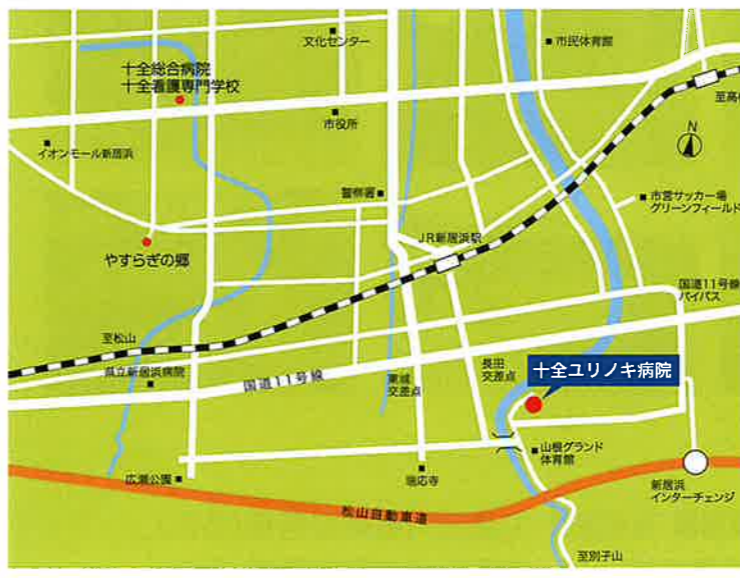 文化センター
市民体育館
十全総合病院
十全看護専門学校
至高松
市役所
N
イオンモール新居浜
警察署
市営サッカー場
グリーンフィールド
JR新居浜駅
やすらぎの郷
国道11号線
バイパス
至松山
県立新居浜病院
国道11号線
東城
交差点
長田
交差点
十全ユリノキ病院
山根グランド
体育館
広瀬公園
瑞応寺
新居浜
インターチェンジ
松山自動車道
至別子山